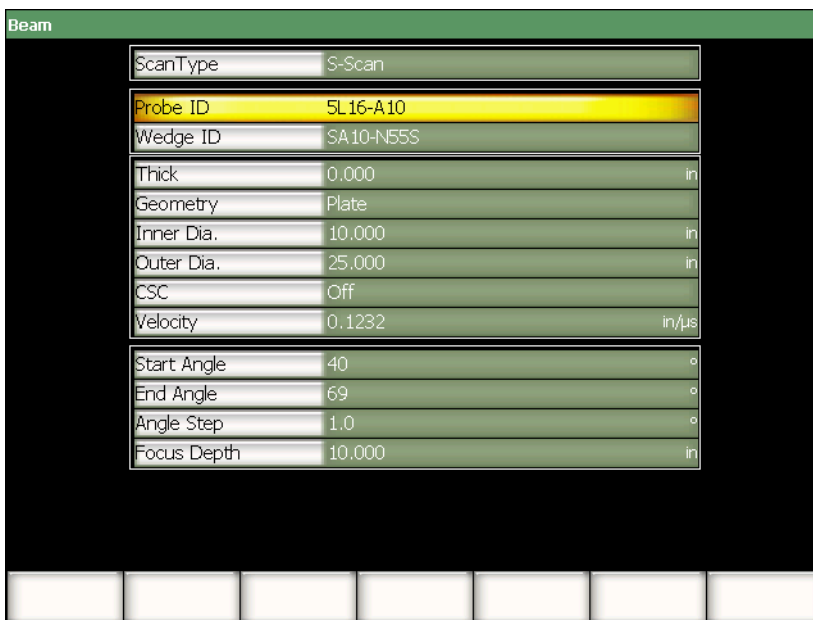 Beam
ScanType S-Scan
Probe ID 5L16-A10
Wedge ID SA10-N55S
Thick 0.000 in
Geometry Plate
Inner Dia. 10.000 in
Outer Dia. 25.000 in
CSC Off
Velocity 0.1232 in/µs
Start Angle 40 °
End Angle 69 °
Angle Step 1.0 °
Focus Depth 10.000 in